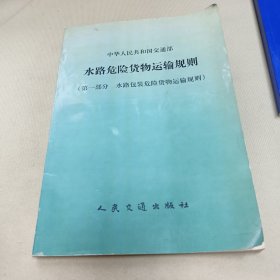 中华人民共和国交通部
水路危险货物运输规则
(第一部分 水路包装危险货物运输规则)
人民交通出版社